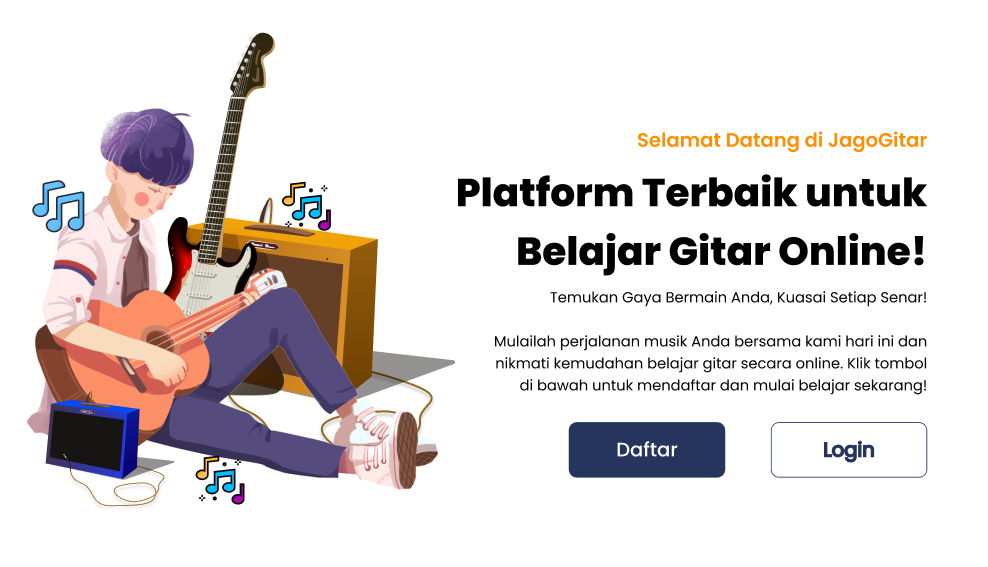 Selamat Datang di JagoGitar
Platform Terbaik untuk
Belajar Gitar Online!
Temukan Gaya Bermain Anda, Kuasai Setiap Senar!
Mulailah perjalanan musik Anda bersama kami hari ini dan
nikmati kemudahan belajar gitar secara online. Klik tombol
di bawah untuk mendaftar dan mulai belajar sekarang!
Daftar
Login